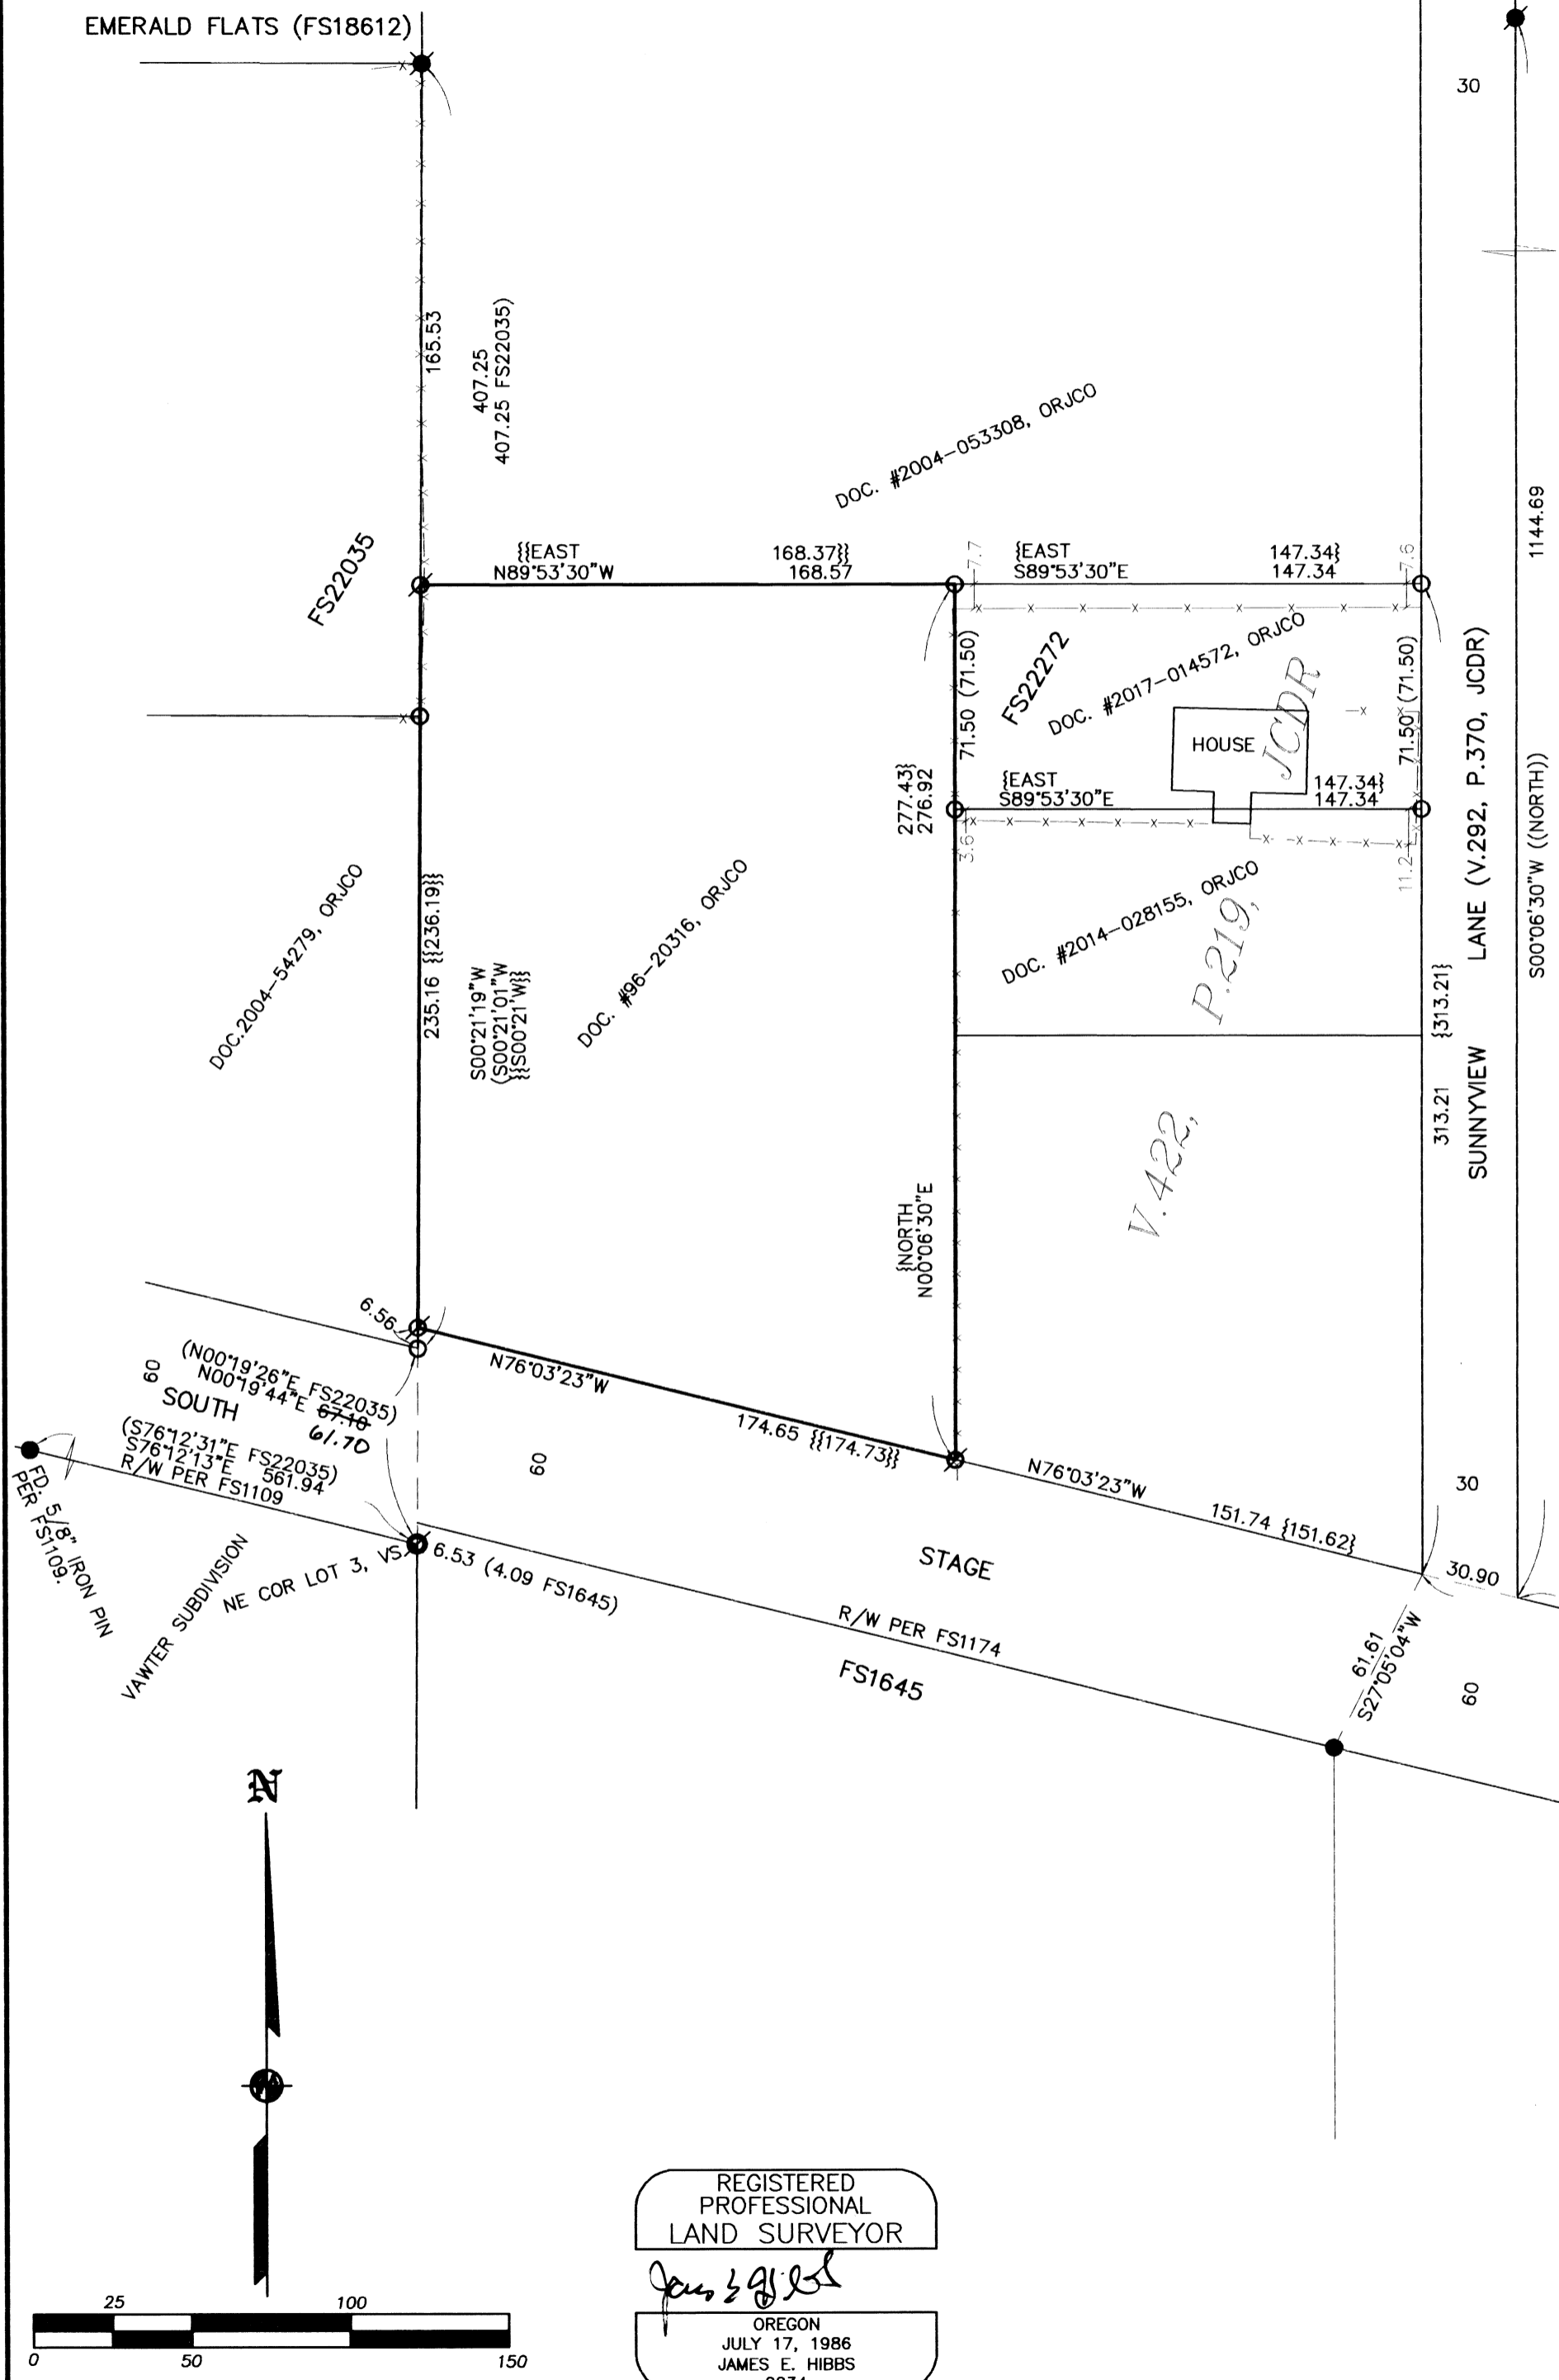 EMERALD FLATS (FS18612)
30
165.53
407.25
407.25 FS22035)
DOC. #2004-053308, ORJCO
1144.69
FS22035
{{EAST 168.37}}
N89°53'30"W 168.57
7.7
{EAST 147.34}
S89°53'30"E 147.34
7.6
71.50 (71.50)
FS22272
DOC. #2017-014572, ORJCO
JCDR
HOUSE
71.50 (71.50)
277.43}
276.92
{EAST 147.34}
S89°53'30"E 147.34
3.6
11.2
SUNNYVIEW LANE (V.292, P.370, JCDR)
S00°06'30"W ((NORTH))
DOC.2004-54279, ORJCO
235.16 {{236.19}}
S00°21'19"W
(S00°21'01"W
{{S00°21'W}}
DOC. #96-20316, ORJCO
DOC. #2014-028155, ORJCO
P.219,
313.21 {313.21}
V.422,
{NORTH
N00°06'30"E
6.56
N76°03'23"W
174.65 {{174.73}}
(N00°19'26"E FS22035)
N00°19'44"E 67.18
61.70
60
SOUTH
(S76°12'31"E FS22035)
S76°12'13"E 561.94
R/W PER FS1109
60
FD. 5/8" IRON PIN
PER FS1109.
N76°03'23"W
151.74 {151.62}
30
30.90
STAGE
NE COR LOT 3, VS
6.53 (4.09 FS1645)
VAWTER SUBDIVISION
R/W PER FS1174
FS1645
61.61
S27°05'04"W
60
N
REGISTERED
PROFESSIONAL
LAND SURVEYOR
OREGON
JULY 17, 1986
JAMES E. HIBBS
25 100
0 50 150